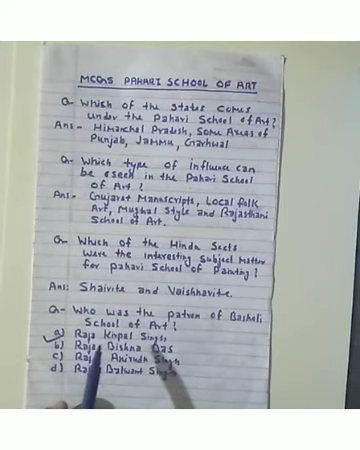 MCQs PAHARI SCHOOL OF ART
Q- Which of the states comes
under the Pahari School of Art?
Ans- Himanchal Pradesh, Some Areas of
Punjab, Jammu, Garhwal
Q- Which type of influence can
be seen in the Pahari School
of Art?
Ans- Gujarat Manuscripts, Local folk
Art, Mughal Style and Rajasthani
School of Art.
Q- Which of the Hindu Sects
were the interesting Subject Matter
for pahari School of Painting?
Ans: Shaivite and Vaishnavite.
Q- Who was the patron of Basholi
School of Art?
a) Raja Kirpal Singh
b) Raja Bishna Das
c) Anirudh Singh
d) Balwant Singh